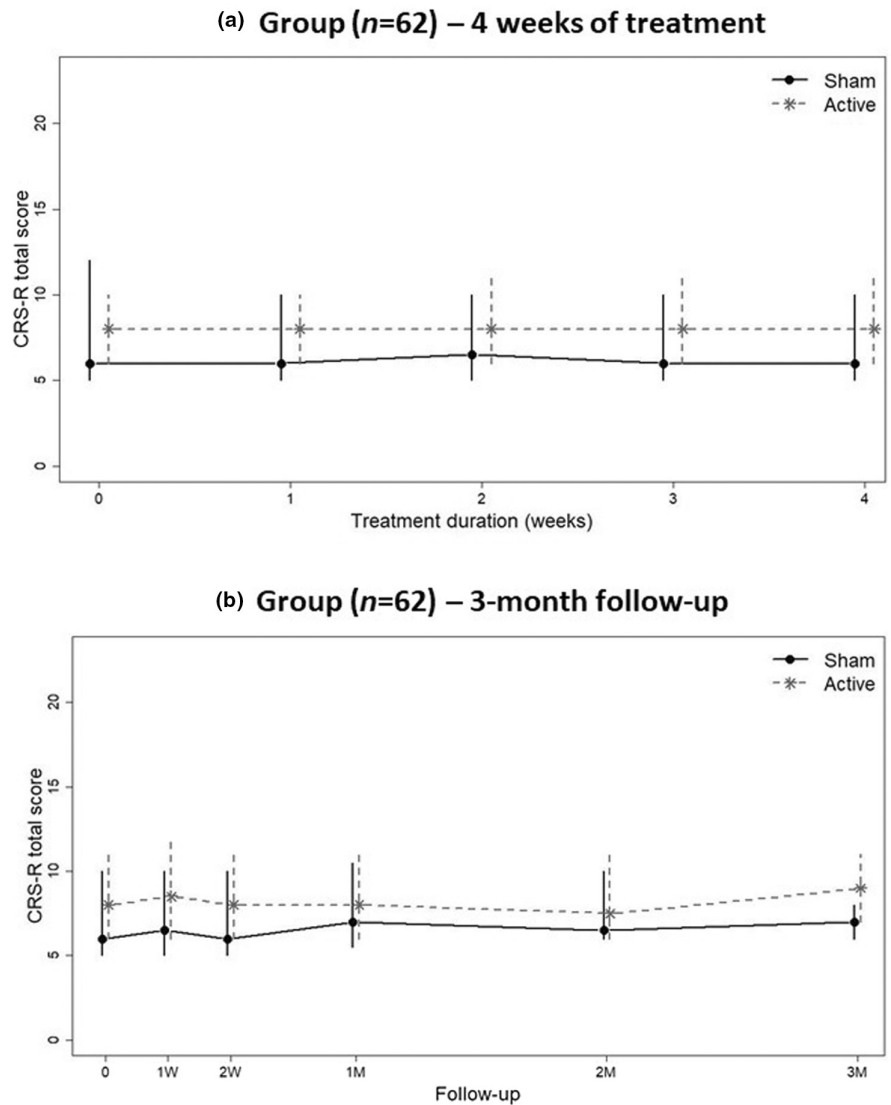 (a) Group (n=62) – 4 weeks of treatment
Sham
Active
CRS-R total score
20
15
10
5
0
0 1 2 3 4
Treatment duration (weeks)
(b) Group (n=62) – 3-month follow-up
Sham
Active
CRS-R total score
20
15
10
5
0
0 1W 2W 1M 2M 3M
Follow-up